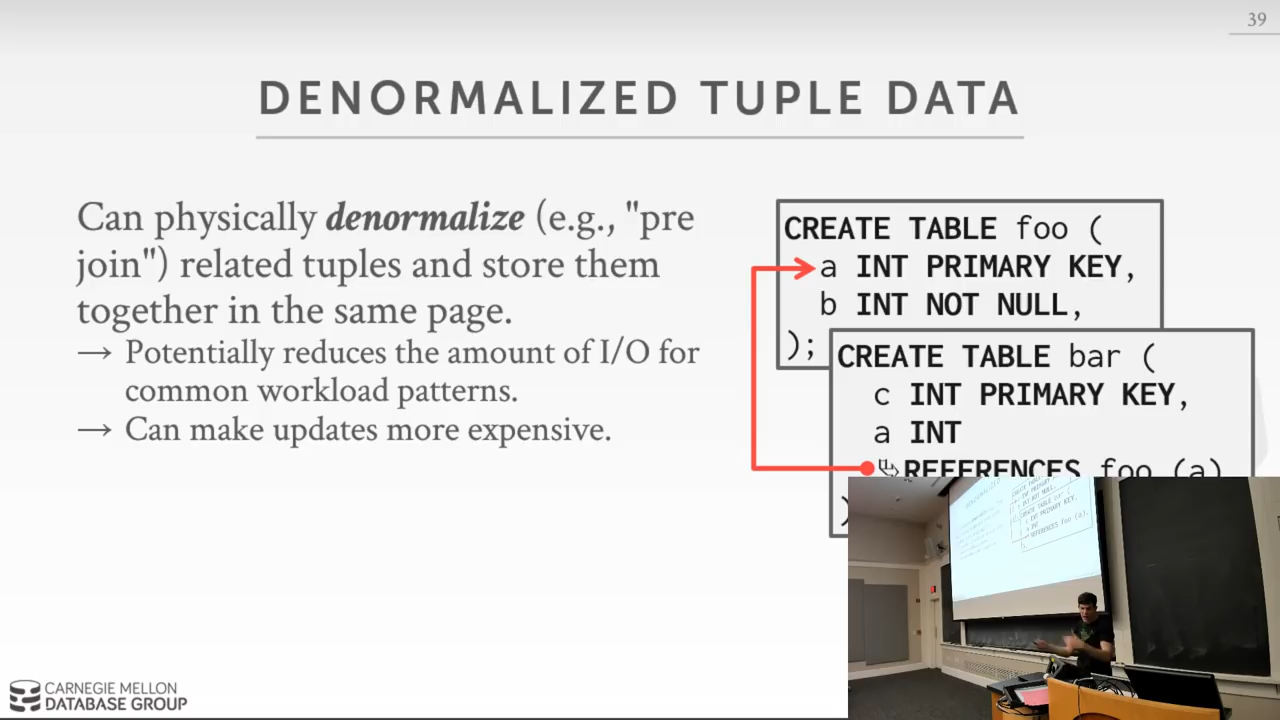 39
DENORMALIZED TUPLE DATA
Can physically denormalize (e.g., "pre
join") related tuples and store them
together in the same page.
→ Potentially reduces the amount of I/O for
common workload patterns.
→ Can make updates more expensive.
CREATE TABLE foo (
a INT PRIMARY KEY,
b INT NOT NULL,
);
CREATE TABLE bar (
c INT PRIMARY KEY,
a INT
REFERENCES foo (a)
)
CARNEGIE MELLON
DATABASE GROUP